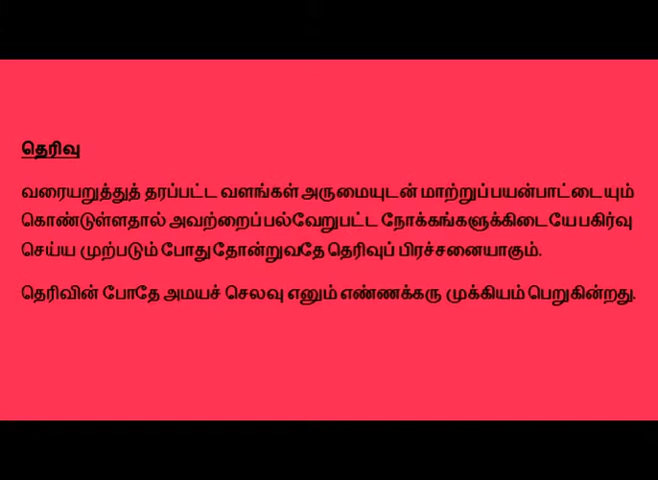 தெரிவு
வரையறுத்துத் தரப்பட்ட வளங்கள் அருமையுடன் மாற்றுப்பயன்பாட்டையும்
கொண்டுள்ளதால் அவற்றைப்பல்வேறுபட்ட நோக்கங்களுக்கிடையே பகிர்வு
செய்ய முற்படும் போது தோன்றுவதே தெரிவுப் பிரச்சனையாகும்.
தெரிவின் போதே அமயச் செலவு எனும் எண்ணக்கரு முக்கியம் பெறுகின்றது.